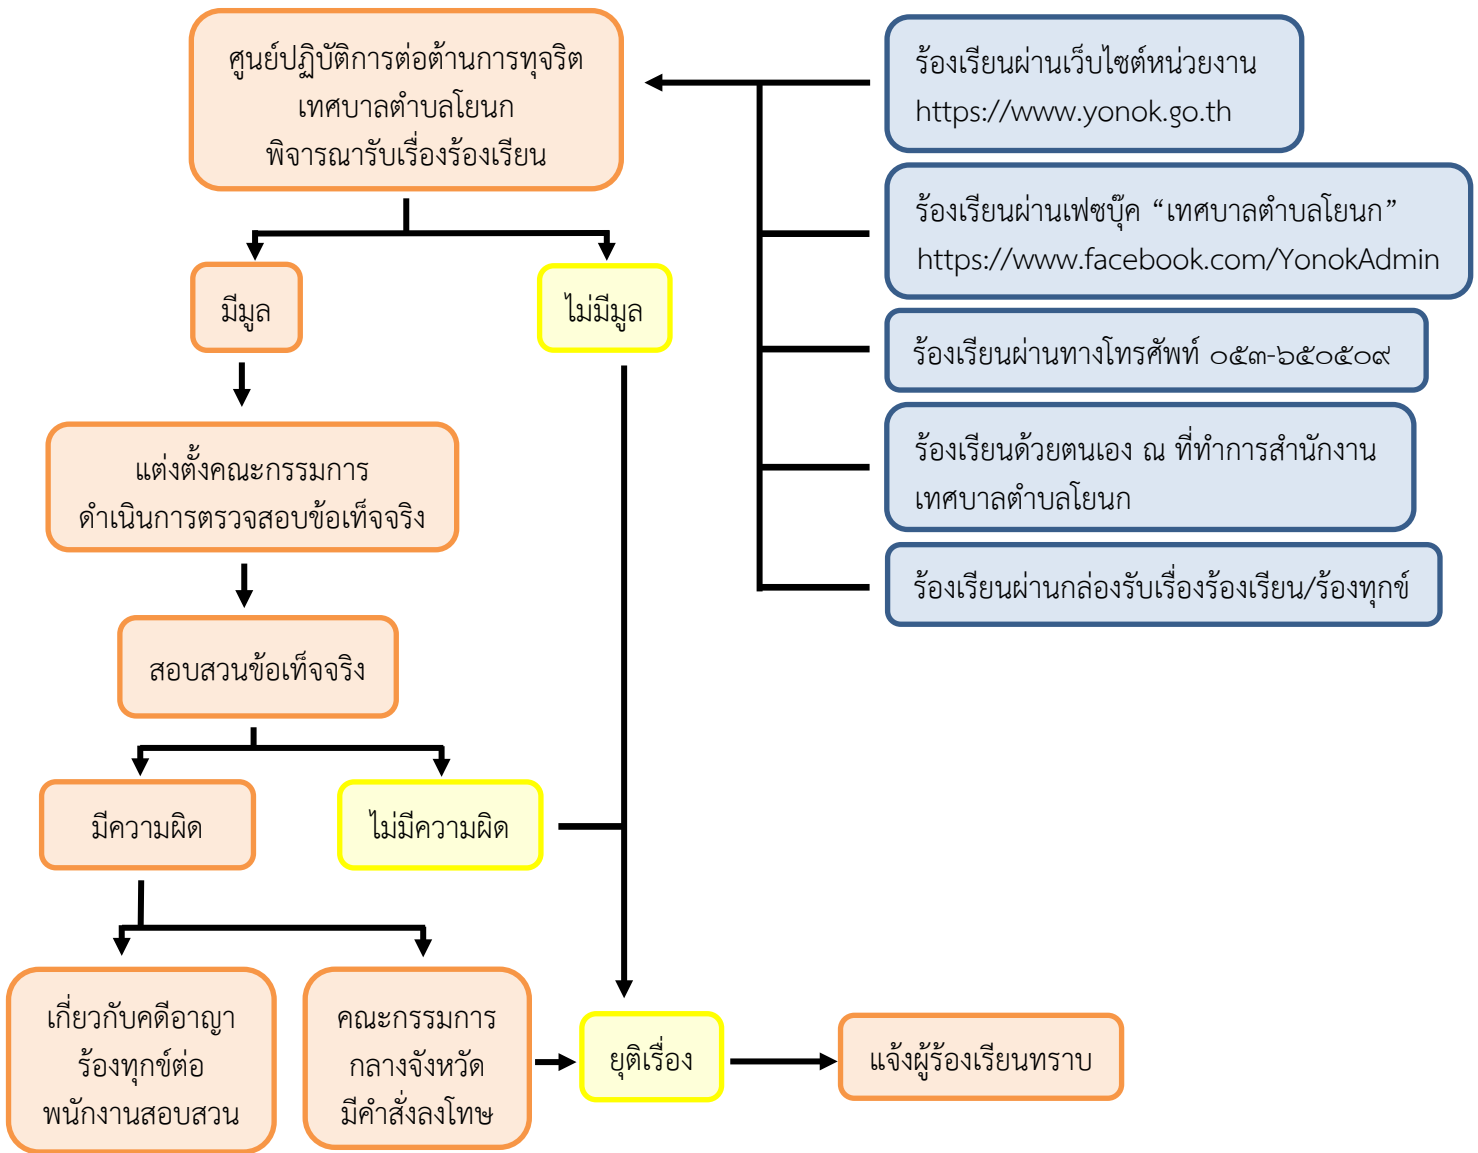 ศูนย์ปฏิบัติการต่อต้านการทุจริต
เทศบาลตำบลโยนก
พิจารณารับเรื่องร้องเรียน
ร้องเรียนผ่านเว็บไซต์หน่วยงาน
https://www.yonok.go.th
ร้องเรียนผ่านเฟซบุ๊ค “เทศบาลตำบลโยนก”
https://www.facebook.com/YonokAdmin
ร้องเรียนผ่านทางโทรศัพท์ ๐๕๓-๖๕๐๕๐๙
ร้องเรียนด้วยตนเอง ณ ที่ทำการสำนักงาน
เทศบาลตำบลโยนก
ร้องเรียนผ่านกล่องรับเรื่องร้องเรียน/ร้องทุกข์
มีมูล
ไม่มีมูล
แต่งตั้งคณะกรรมการ
ดำเนินการตรวจสอบข้อเท็จจริง
สอบสวนข้อเท็จจริง
มีความผิด
ไม่มีความผิด
เกี่ยวกับคดีอาญา
ร้องทุกข์ต่อ
พนักงานสอบสวน
คณะกรรมการ
กลางจังหวัด
มีคำสั่งลงโทษ
ยุติเรื่อง
แจ้งผู้ร้องเรียนทราบ